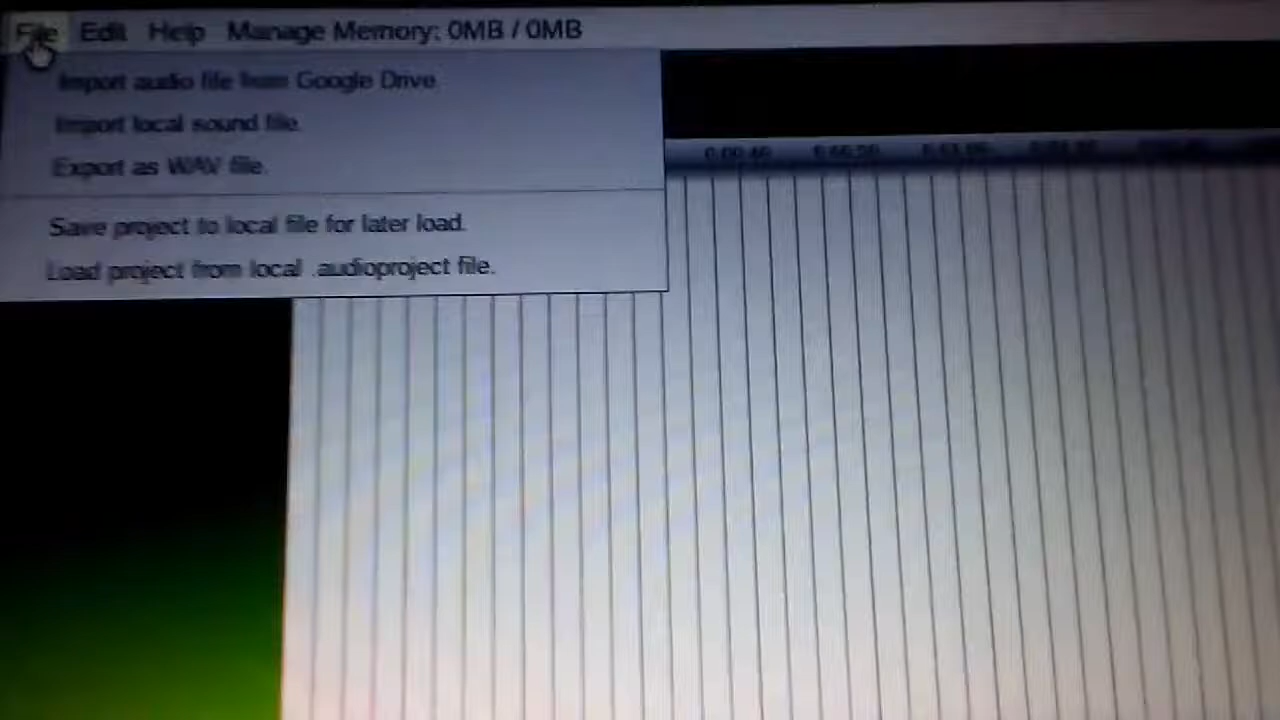 File Edit Help Manage Memory: 0MB / 0MB
Import audio file from Google Drive
Import local sound file.
Export as WAV file.
Save project to local file for later load.
Load project from local .audioproject file.